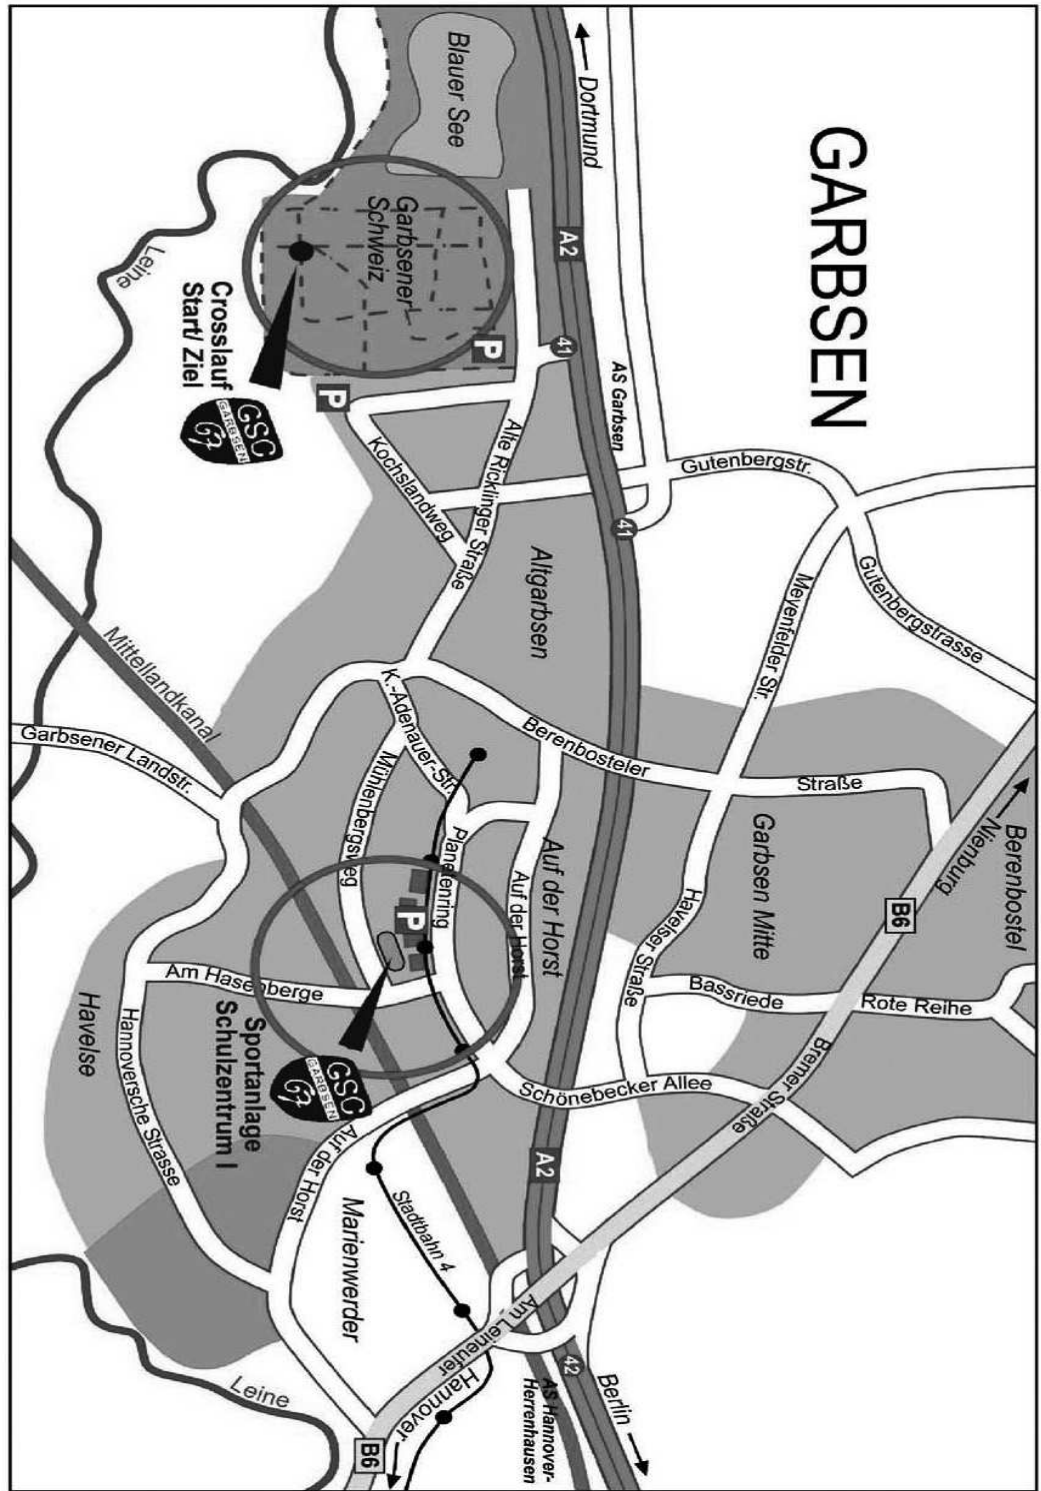 GARBSEN
Dortmund
Blauer See
A2
41
AS Garbsen
41
Garbsener
Schweiz
P
P
Leine
Crosslauf
Start/ Ziel
GSC
GARBSEN
Gutenbergstr.
Gutenbergstrasse
Meyenfelder Str.
Alte Ricklinger Straße
Kochslandweg
Altgarbsen
Mittellandkanal
Garbsener Landstr.
K.-Adenauer-Str.
Berenbosteler
Straße
Mühlenbergsweg
Planetenring
Auf der Horst
Auf der Horst
Garbsen Mitte
Berenbostel
Nienburg
B6
Havelser Straße
Bassriede
Rote Reihe
P
Am Hasenberge
Havelse
Hannoversche Strasse
Sportanlage
Schulzentrum I
GSC
GARBSEN
Schönebecker Allee
Bremer Straße
A2
Auf der Horst
Marienwerder
Stadtbahn 4
Am Leineufer
Hannover
42
AS Hannover-
Herrenhausen
Berlin
Leine
B6